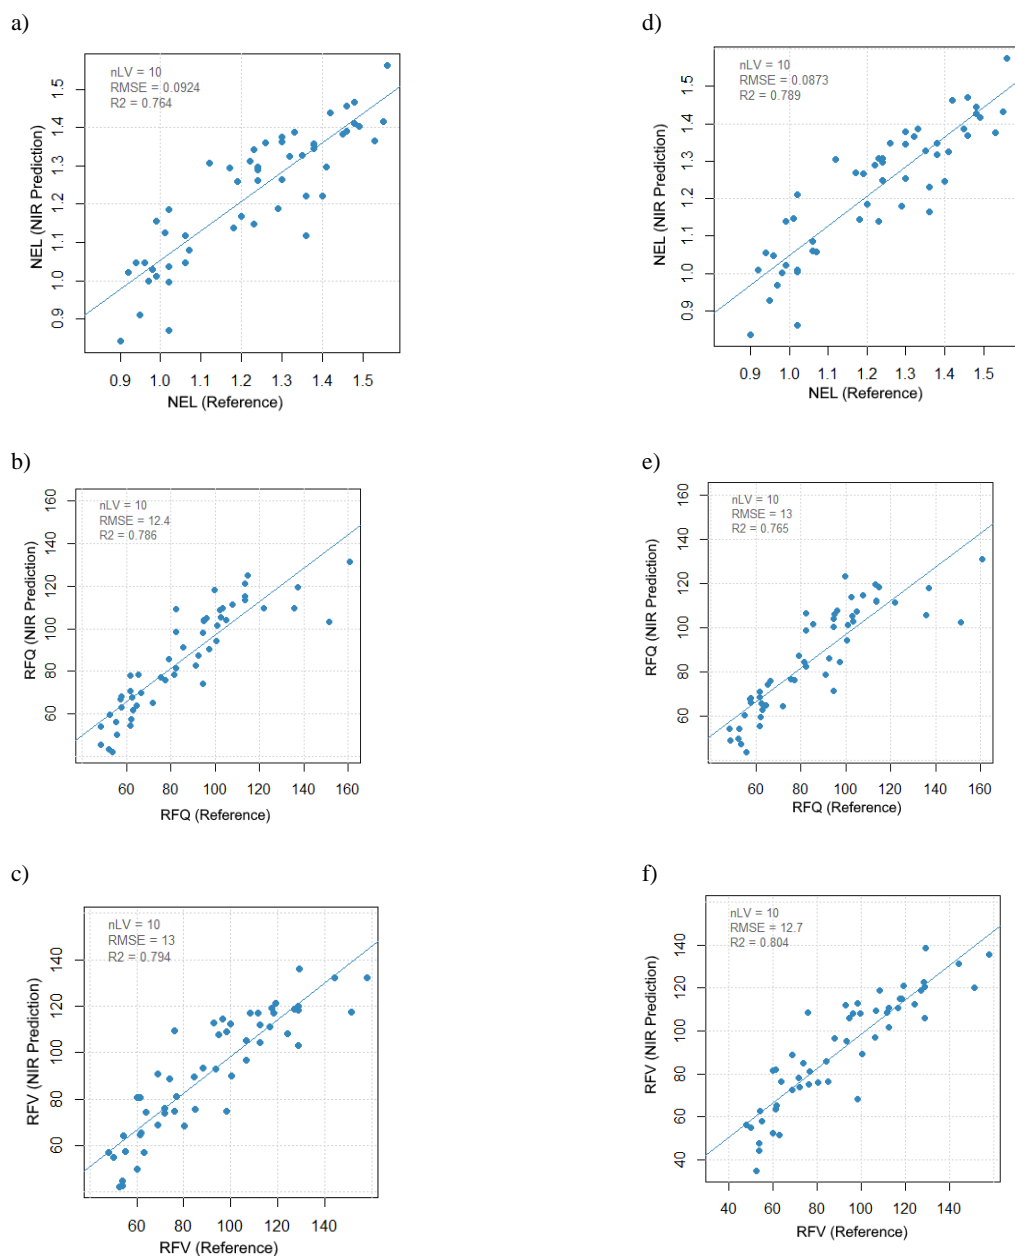 a)
nLV = 10
RMSE = 0.0924
R2 = 0.764
NEL (NIR Prediction)
0.9 1.0 1.1 1.2 1.3 1.4 1.5
0.9 1.0 1.1 1.2 1.3 1.4 1.5
NEL (Reference)
d)
nLV = 10
RMSE = 0.0873
R2 = 0.789
NEL (NIR Prediction)
0.9 1.0 1.1 1.2 1.3 1.4 1.5
0.9 1.0 1.1 1.2 1.3 1.4 1.5
NEL (Reference)
b)
nLV = 10
RMSE = 12.4
R2 = 0.786
RFQ (NIR Prediction)
60 80 100 120 140 160
60 80 100 120 140 160
RFQ (Reference)
e)
nLV = 10
RMSE = 13
R2 = 0.765
RFQ (NIR Prediction)
60 80 100 120 140 160
60 80 100 120 140 160
RFQ (Reference)
c)
nLV = 10
RMSE = 13
R2 = 0.794
RFV (NIR Prediction)
60 80 100 120 140
60 80 100 120 140
RFV (Reference)
f)
nLV = 10
RMSE = 12.7
R2 = 0.804
RFV (NIR Prediction)
40 60 80 100 120 140
40 60 80 100 120 140
RFV (Reference)